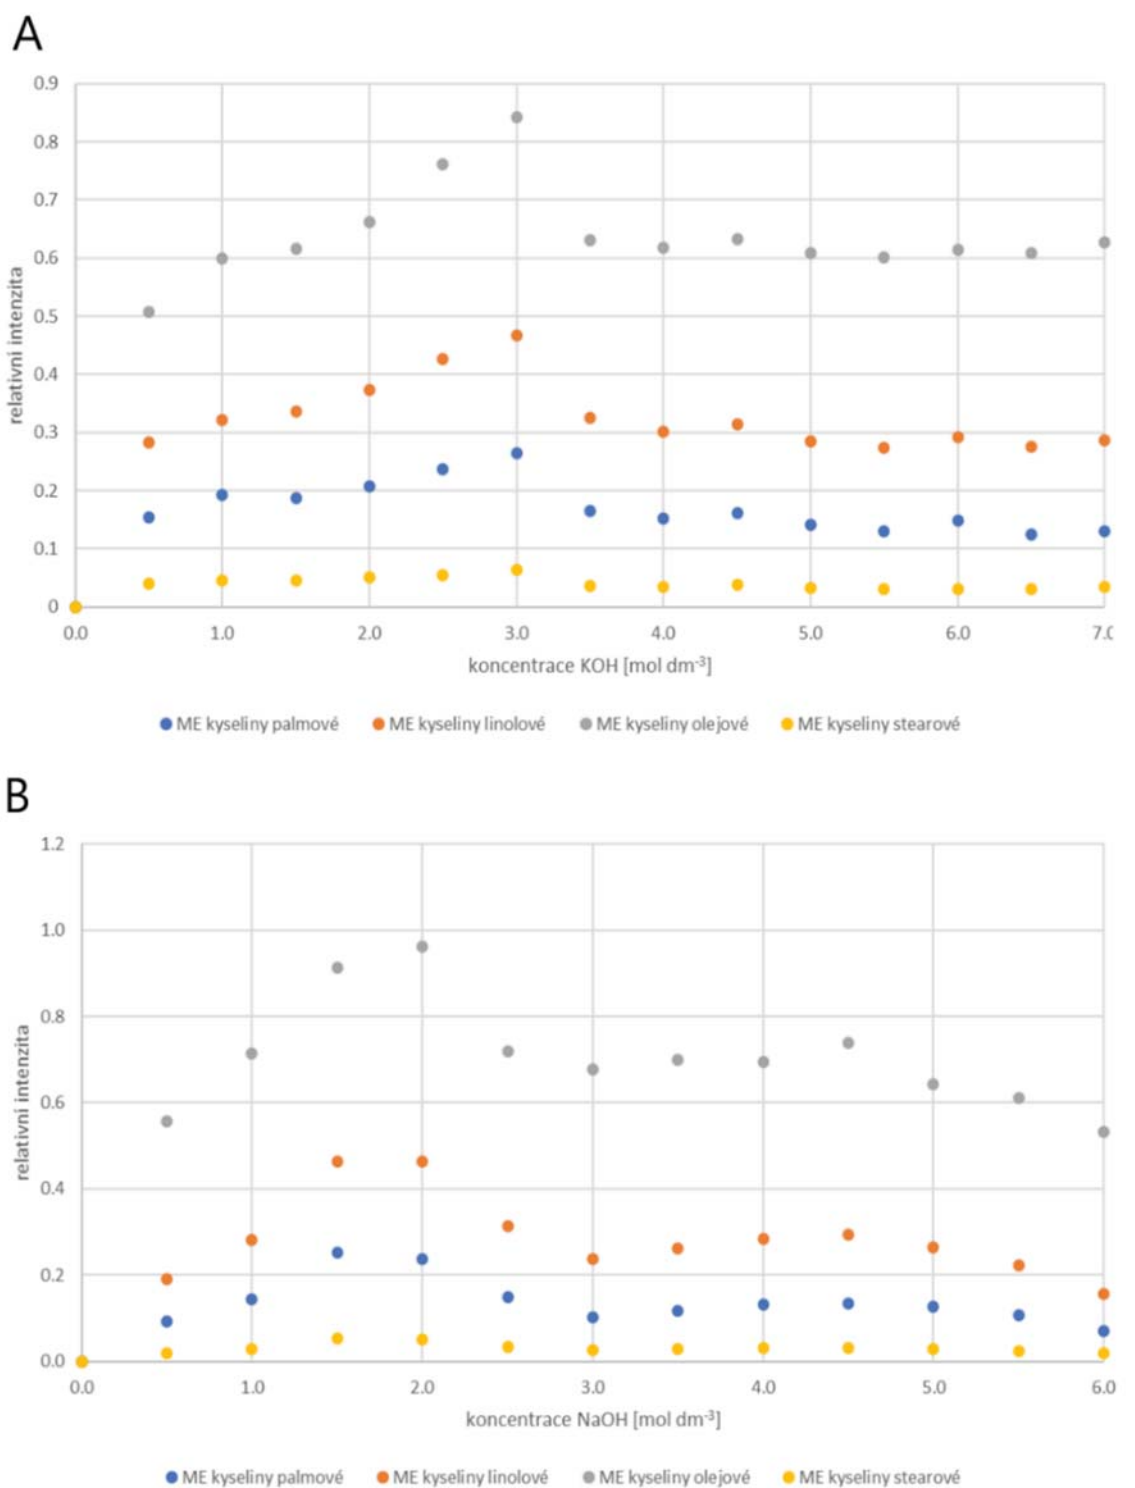 A
0.9
0.8
0.7
0.6
0.5
0.4
0.3
0.2
0.1
0
relativní intenzita
0.0 1.0 2.0 3.0 4.0 5.0 6.0 7.0
koncentrace KOH [mol dm⁻³]
ME kyseliny palmové ME kyseliny linolové ME kyseliny olejové ME kyseliny stearové
B
1.2
1.0
0.8
0.6
0.4
0.2
0.0
relativní intenzita
0.0 1.0 2.0 3.0 4.0 5.0 6.0
koncentrace NaOH [mol dm⁻³]
ME kyseliny palmové ME kyseliny linolové ME kyseliny olejové ME kyseliny stearové